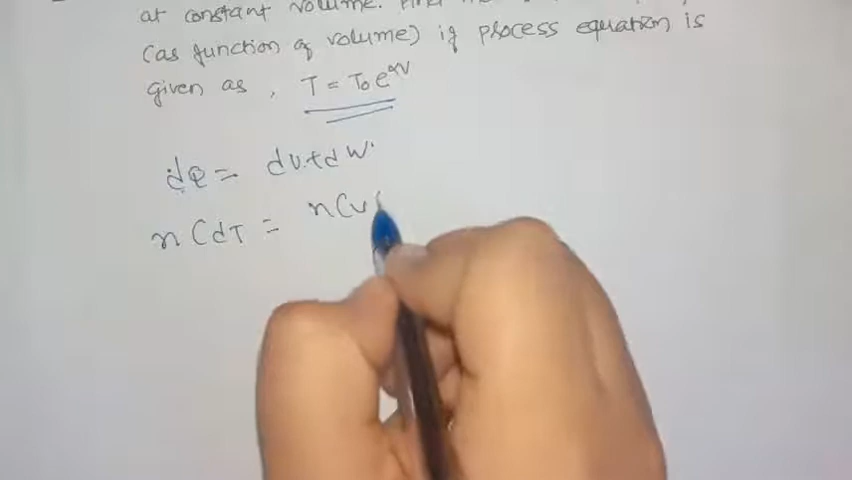 at constant volume. Find
(as function of volume) if process equation is
given as, T = T₀e^αV
dQ = dU+dW.
nCdT = nCv